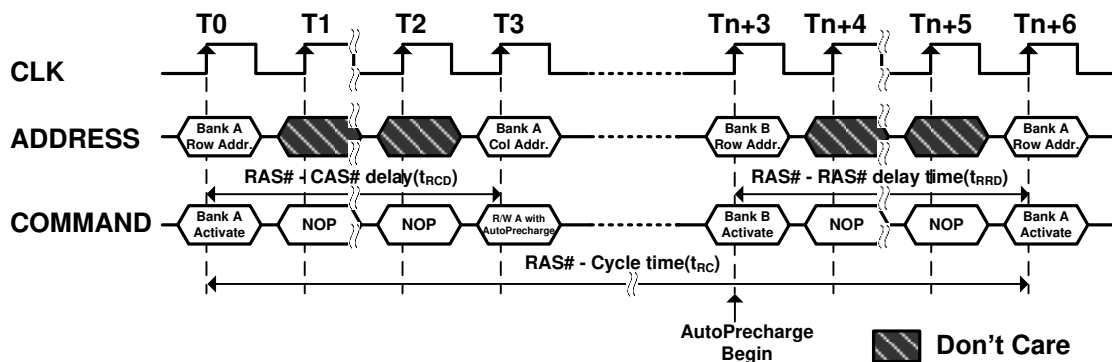 T0 T1 T2 T3 Tn+3 Tn+4 Tn+5 Tn+6
CLK
ADDRESS
Bank A
Row Addr.
Bank A
Col Addr.
Bank B
Row Addr.
Bank A
Row Addr.
RAS# - CAS# delay(tRCD)
RAS# - RAS# delay time(tRRD)
COMMAND
Bank A
Activate
NOP
NOP
R/W A with
AutoPrecharge
Bank B
Activate
NOP
NOP
Bank A
Activate
RAS# - Cycle time(tRC)
AutoPrecharge
Begin
Don't Care